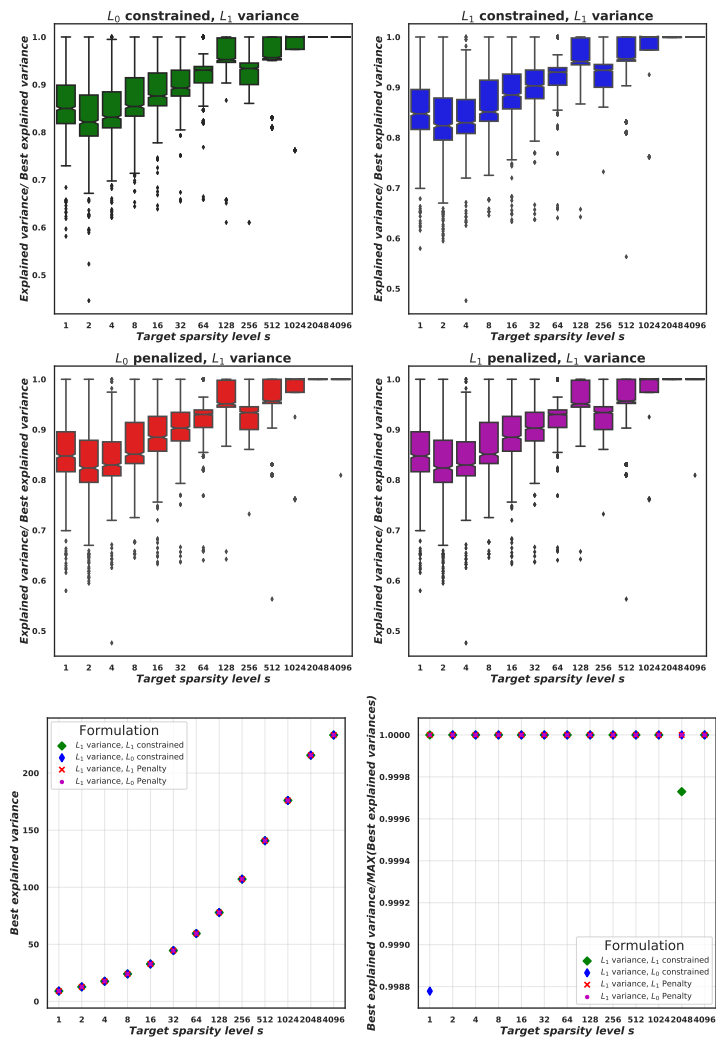 L₀ constrained, L₁ variance
Explained variance/ Best explained variance
1.0
0.9
0.8
0.7
0.6
0.5
1 2 4 8 16 32 64 128 256 512 1024 2048 4096
Target sparsity level s
L₁ constrained, L₁ variance
Explained variance/ Best explained variance
1.0
0.9
0.8
0.7
0.6
0.5
1 2 4 8 16 32 64 128 256 512 1024 2048 4096
Target sparsity level s
L₀ penalized, L₁ variance
Explained variance/ Best explained variance
1.0
0.9
0.8
0.7
0.6
0.5
1 2 4 8 16 32 64 128 256 512 1024 2048 4096
Target sparsity level s
L₁ penalized, L₁ variance
Explained variance/ Best explained variance
1.0
0.9
0.8
0.7
0.6
0.5
1 2 4 8 16 32 64 128 256 512 1024 2048 4096
Target sparsity level s
Best explained variance
200
150
100
50
0
Formulation
L₁ variance, L₁ constrained
L₁ variance, L₀ constrained
L₁ variance, L₁ Penalty
L₁ variance, L₀ Penalty
1 2 4 8 16 32 64 128 256 512 1024 2048 4096
Target sparsity level s
Best explained variance/MAX(Best explained variances)
1.0000
0.9998
0.9996
0.9994
0.9992
0.9990
0.9988
Formulation
L₁ variance, L₁ constrained
L₁ variance, L₀ constrained
L₁ variance, L₁ Penalty
L₁ variance, L₀ Penalty
1 2 4 8 16 32 64 128 256 512 1024 2048 4096
Target sparsity level s